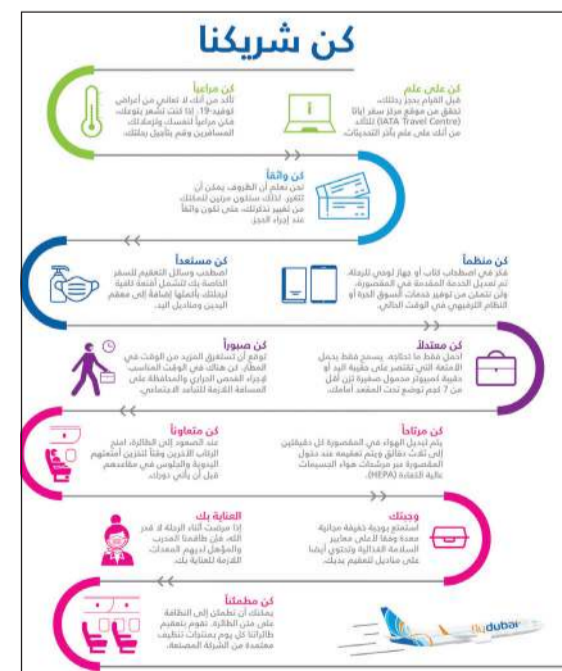 كن شريكنا
كن على علم
قبل القيام بحجز رحلتك،
تحقق من موقع مركز سفر إياتا
(IATA Travel Centre) للتأكد
من أنك على علم بآخر التحديثات.
كن مراعياً
تأكد من أنك لا تعاني من أعراض
كوفيد-19. إذا كنت تشعر بتوعك،
فكن مراعياً لنفسك ولزملائك
المسافرين وقم بتأجيل رحلتك.
كن واثقاً
نحن نعلم أن الظروف يمكن أن
تتغير. لذلك سنكون مرنين لتمكنك
من تغيير تذكرتك، حتى تكون واثقاً
عند إجراء الحجز.
كن منظماً
فكر في اصطحاب كتاب أو جهاز لوحي للرحلة.
تم تعديل الخدمة المقدمة في المقصورة،
ولن نتمكن من توفير خدمات السوق الحرة أو
النظام الترفيهي في الوقت الحالي.
كن مستعداً
اصطحب وسائل التعقيم للسفر
الخاصة بك لتشمل أقنعة كافية
لرحلتك بأكملها إضافة إلى معقم
اليدين ومناديل اليد.
كن معتدلاً
احمل فقط ما تحتاجه. يسمح فقط بحمل
الأمتعة التي تقتصر على حقيبة اليد أو
حقيبة كمبيوتر محمول صغيرة تزن أقل
من 7 كجم توضع تحت المقعد أمامك.
كن صبوراً
توقع أن تستغرق المزيد من الوقت في
المطار. كن هناك في الوقت المناسب
لإجراء الفحص الحراري والمحافظة على
المسافة اللازمة للتباعد الاجتماعي.
كن مرتاحاً
يتم تبديل الهواء في المقصورة كل دقيقتين
إلى ثلاث دقائق ويتم تعقيمه عند دخول
المقصورة عبر مرشحات هواء الجسيمات
عالية الكفاءة (HEPA).
كن متعاوناً
عند الصعود إلى الطائرة، امنح
الركاب الآخرين وقتاً لتخزين أمتعتهم
اليدوية والجلوس في مقاعدهم
قبل أن يأتي دورك.
وجبتك
استمتع بوجبة خفيفة مجانية
معدة وفقاً لأعلى معايير
السلامة الغذائية وتحتوي أيضاً
على مناديل لتعقيم يديك.
العناية بك
إذا مرضت أثناء الرحلة لا قدر
الله، فإن طاقمنا المدرب
والمؤهل لديهم المعدات
اللازمة للعناية بك.
كن مطمئناً
يمكنك أن تطمئن إلى النظافة
على متن الطائرة. نقوم بتعقيم
طائراتنا كل يوم بمنتجات تنظيف
معتمدة من الشركة المصنعة.
flydubai